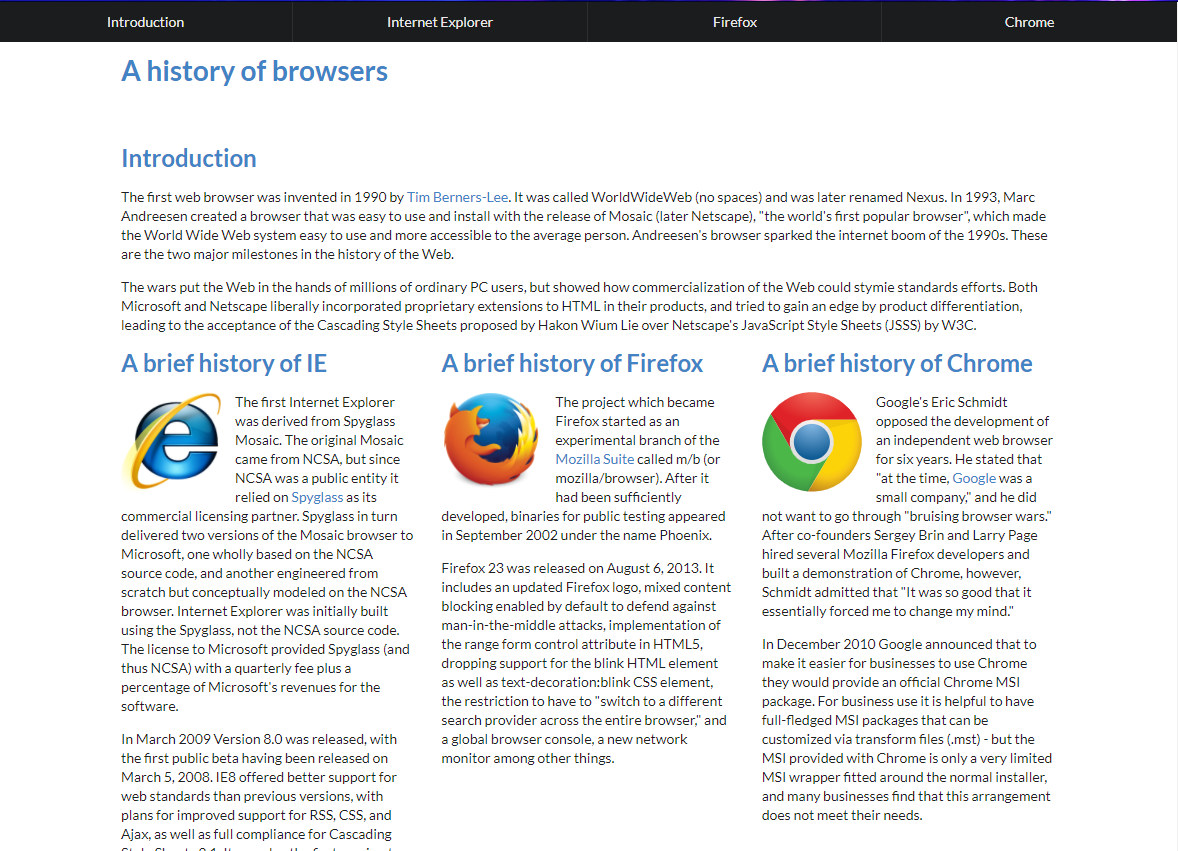 Introduction
Internet Explorer
Firefox
Chrome
A history of browsers
Introduction
The first web browser was invented in 1990 by Tim Berners-Lee. It was called WorldWideWeb (no spaces) and was later renamed Nexus. In 1993, Marc
Andreesen created a browser that was easy to use and install with the release of Mosaic (later Netscape), "the world's first popular browser", which made
the World Wide Web system easy to use and more accessible to the average person. Andreesen's browser sparked the internet boom of the 1990s. These
are the two major milestones in the history of the Web.
The wars put the Web in the hands of millions of ordinary PC users, but showed how commercialization of the Web could stymie standards efforts. Both
Microsoft and Netscape liberally incorporated proprietary extensions to HTML in their products, and tried to gain an edge by product differentiation,
leading to the acceptance of the Cascading Style Sheets proposed by Hakon Wium Lie over Netscape's JavaScript Style Sheets (JSSS) by W3C.
A brief history of IE
The first Internet Explorer
was derived from Spyglass
Mosaic. The original Mosaic
came from NCSA, but since
NCSA was a public entity it
relied on Spyglass as its
commercial licensing partner. Spyglass in turn
delivered two versions of the Mosaic browser to
Microsoft, one wholly based on the NCSA
source code, and another engineered from
scratch but conceptually modeled on the NCSA
browser. Internet Explorer was initially built
using the Spyglass, not the NCSA source code.
The license to Microsoft provided Spyglass (and
thus NCSA) with a quarterly fee plus a
percentage of Microsoft's revenues for the
software.
In March 2009 Version 8.0 was released, with
the first public beta having been released on
March 5, 2008. IE8 offered better support for
web standards than previous versions, with
plans for improved support for RSS, CSS, and
Ajax, as well as full compliance for Cascading
A brief history of Firefox
The project which became
Firefox started as an
experimental branch of the
Mozilla Suite called m/b (or
mozilla/browser). After it
had been sufficiently
developed, binaries for public testing appeared
in September 2002 under the name Phoenix.
Firefox 23 was released on August 6, 2013. It
includes an updated Firefox logo, mixed content
blocking enabled by default to defend against
man-in-the-middle attacks, implementation of
the range form control attribute in HTML5,
dropping support for the blink HTML element
as well as text-decoration:blink CSS element,
the restriction to have to "switch to a different
search provider across the entire browser," and
a global browser console, a new network
monitor among other things.
A brief history of Chrome
Google's Eric Schmidt
opposed the development of
an independent web browser
for six years. He stated that
"at the time, Google was a
small company," and he did
not want to go through "bruising browser wars."
After co-founders Sergey Brin and Larry Page
hired several Mozilla Firefox developers and
built a demonstration of Chrome, however,
Schmidt admitted that "It was so good that it
essentially forced me to change my mind."
In December 2010 Google announced that to
make it easier for businesses to use Chrome
they would provide an official Chrome MSI
package. For business use it is helpful to have
full-fledged MSI packages that can be
customized via transform files (.mst) - but the
MSI provided with Chrome is only a very limited
MSI wrapper fitted around the normal installer,
and many businesses find that this arrangement
does not meet their needs.